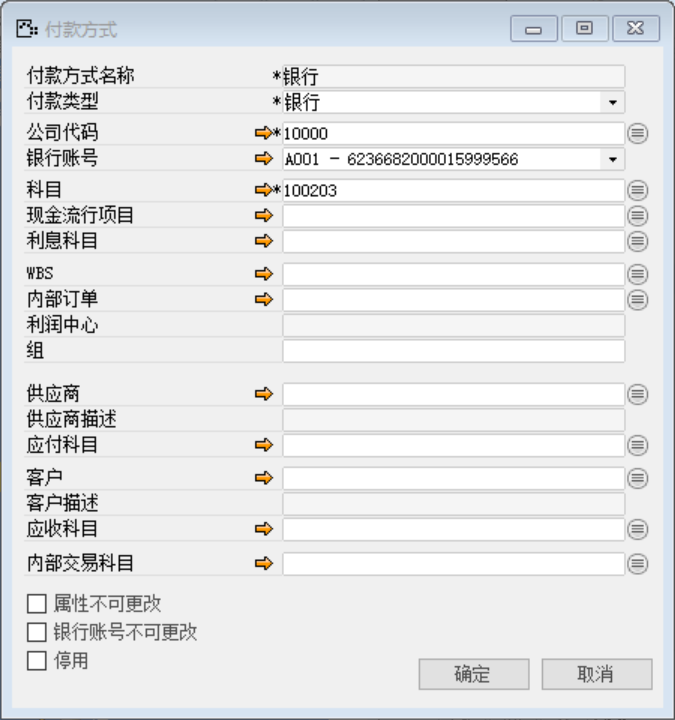 付款方式
付款方式名称 *银行
付款类型 *银行
公司代码 *10000
银行账号 A001 - 6236682000015999566
科目 *100203
现金流行项目
利息科目
WBS
内部订单
利润中心
组
供应商
供应商描述
应付科目
客户
客户描述
应收科目
内部交易科目
属性不可更改
银行账号不可更改
停用
确定 取消